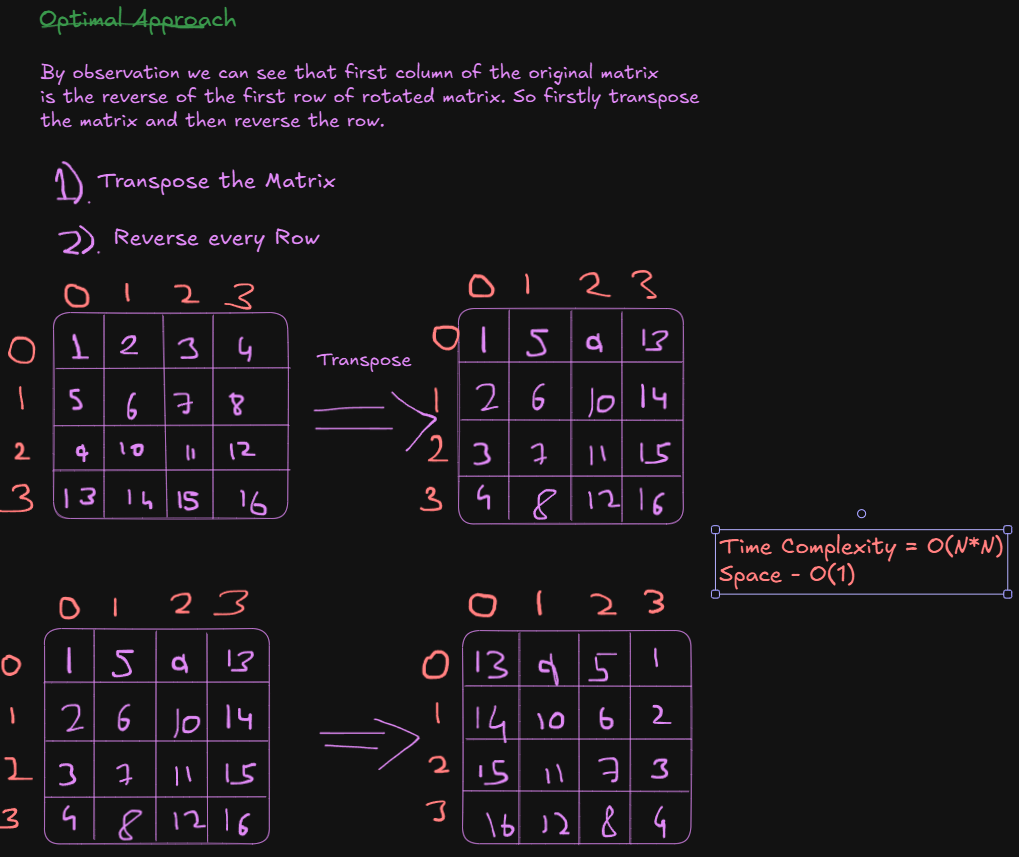 Optimal Approach
By observation we can see that first column of the original matrix
is the reverse of the first row of rotated matrix. So firstly transpose
the matrix and then reverse the row.
1). Transpose the Matrix
2). Reverse every Row
0 1 2 3
0 1 2 3 4
1 5 6 7 8
2 9 10 11 12
3 13 14 15 16
Transpose
0 1 2 3
0 1 5 9 13
1 2 6 10 14
2 3 7 11 15
3 4 8 12 16
Time Complexity = O(N*N)
Space - O(1)
0 1 2 3
0 1 5 9 13
1 2 6 10 14
2 3 7 11 15
3 4 8 12 16
0 1 2 3
0 13 9 5 1
1 14 10 6 2
2 15 11 7 3
3 16 12 8 4